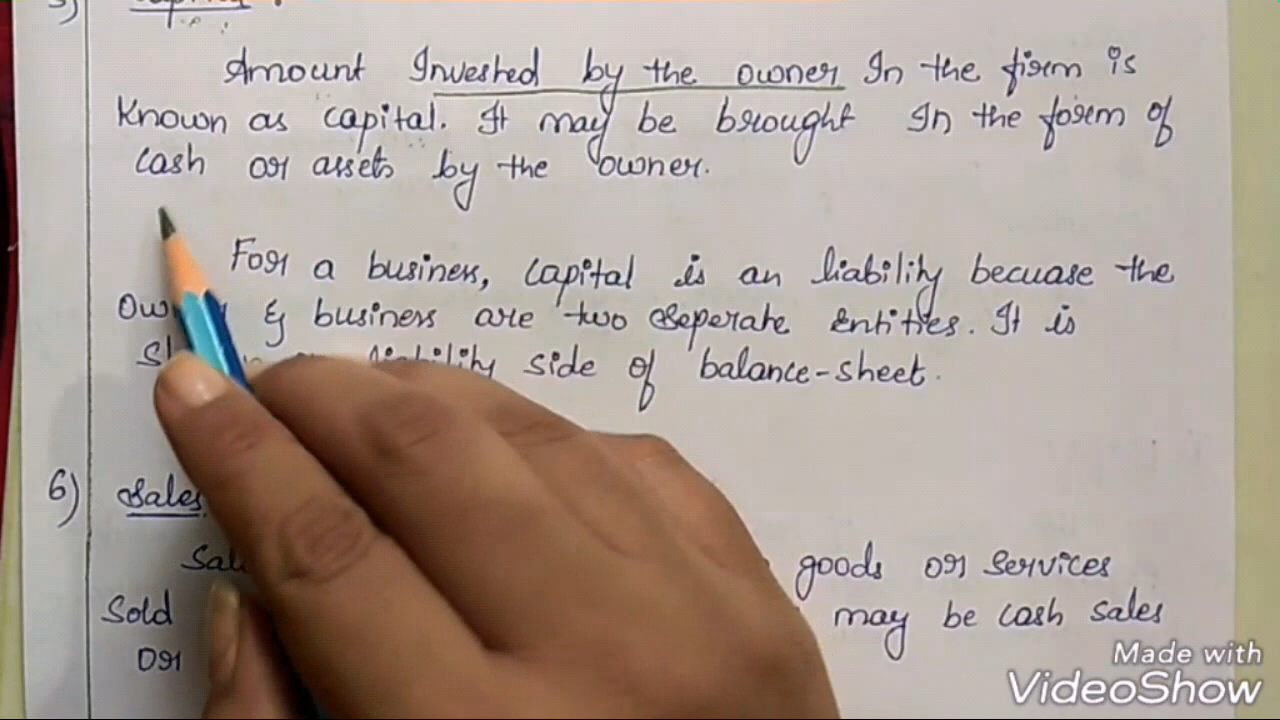 5)
Amount Invested by the owner In the firm is
Known as capital. It may be brought In the form of
cash or assets by the owner.
For a business, capital is an liability becuase the
& business are two seperate entities. It is
liability side of balance-sheet.
6) Sales
goods or services
Sold may be cash sales
or
Made with
VideoShow